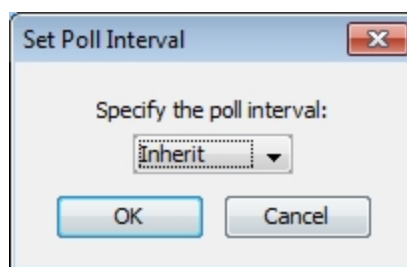 Set Poll Interval
Specify the poll interval:
Inherit
OK Cancel